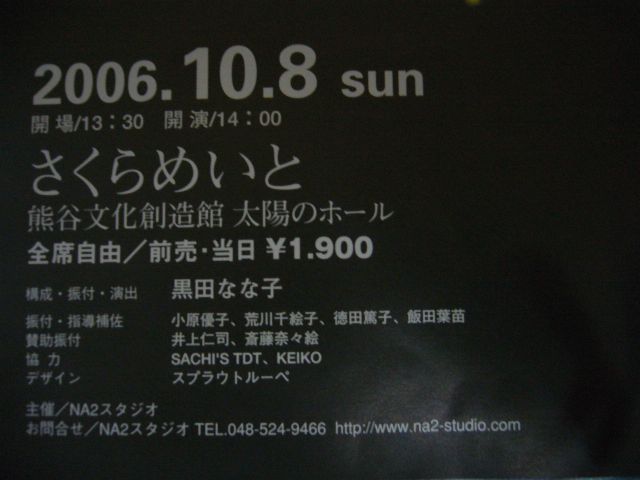 2006.10.8 sun
開場/13：30 開演/14：00
さくらめいと
熊谷文化創造館 太陽のホール
全席自由／前売・当日 ¥1.900
構成・振付・演出 黒田なな子
振付・指導補佐 小原優子、荒川千絵子、徳田篤子、飯田葉苗
賛助振付 井上仁司、斎藤奈々絵
協力 SACHI'S TDT、KEIKO
デザイン スプラウトルーペ
主催／NA2スタジオ
お問合せ／NA2スタジオ TEL.048-524-9466 http://www.na2-studio.com